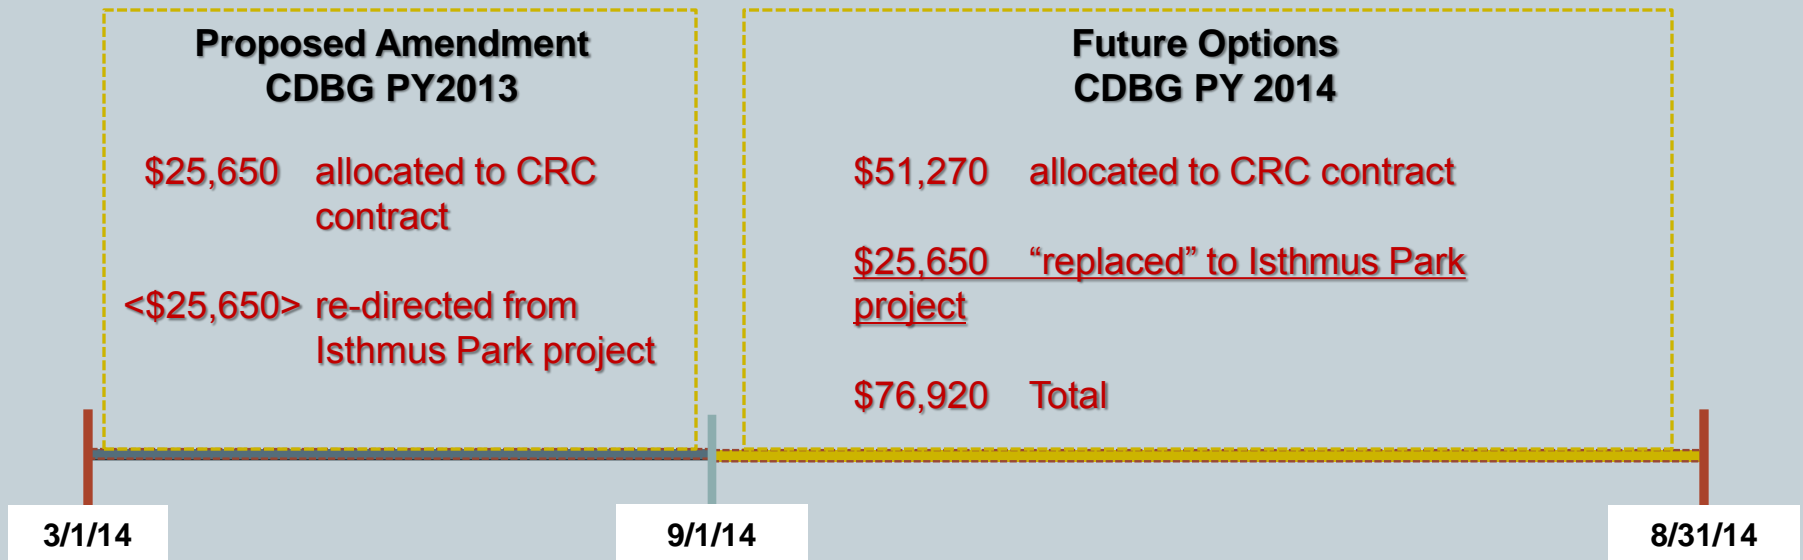 Proposed Amendment
CDBG PY2013
$25,650 allocated to CRC
contract
<$25,650> re-directed from
Isthmus Park project
Future Options
CDBG PY 2014
$51,270 allocated to CRC contract
$25,650 “replaced” to Isthmus Park
project
$76,920 Total
3/1/14
9/1/14
8/31/14